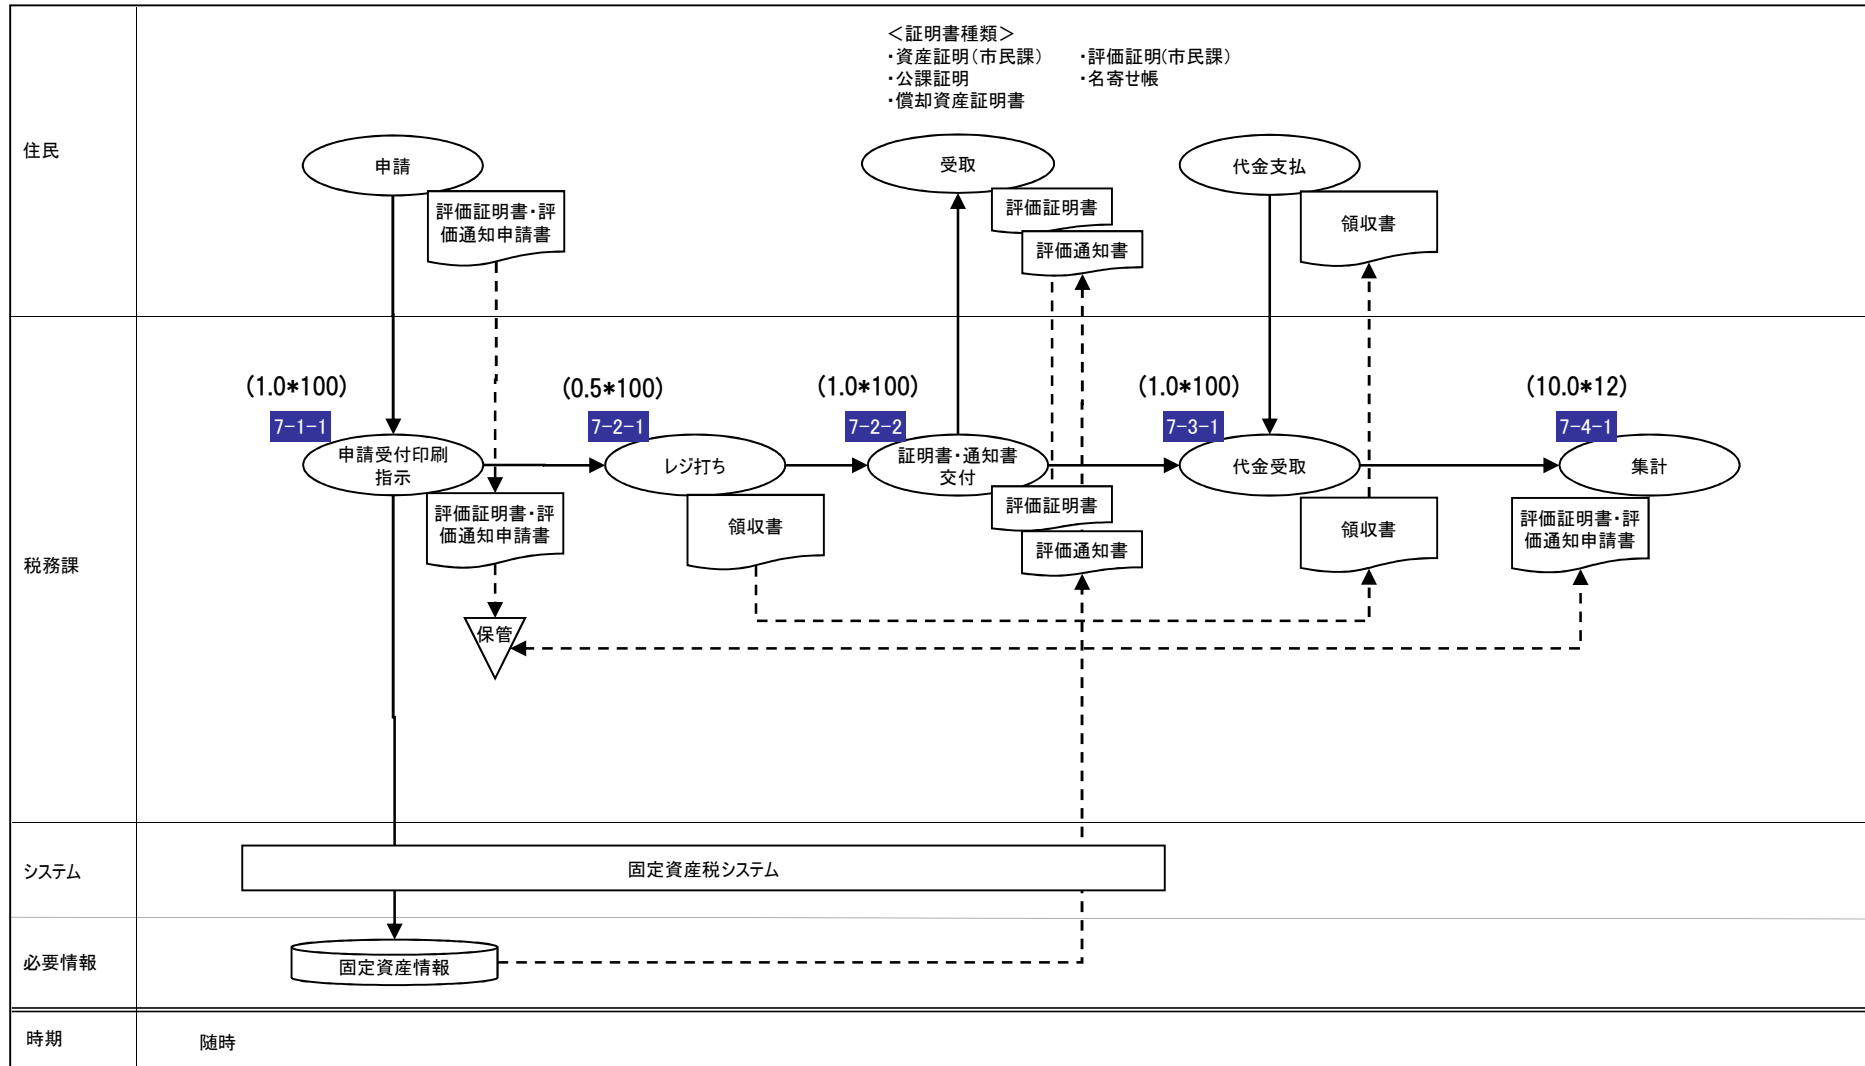 ＜証明書種類＞
・資産証明（市民課）　・評価証明(市民課）
・公課証明　・名寄せ帳
・償却資産証明書
住民
申請
受取
代金支払
評価証明書・評
価通知申請書
評価証明書
評価通知書
領収書
(1.0*100)
(0.5*100)
(1.0*100)
(1.0*100)
(10.0*12)
7-1-1
7-2-1
7-2-2
7-3-1
7-4-1
申請受付印刷
指示
レジ打ち
証明書・通知書
交付
代金受取
集計
税務課
評価証明書・評
価通知申請書
領収書
評価証明書
評価通知書
領収書
評価証明書・評
価通知申請書
保管
システム
固定資産税システム
必要情報
固定資産情報
時期
随時